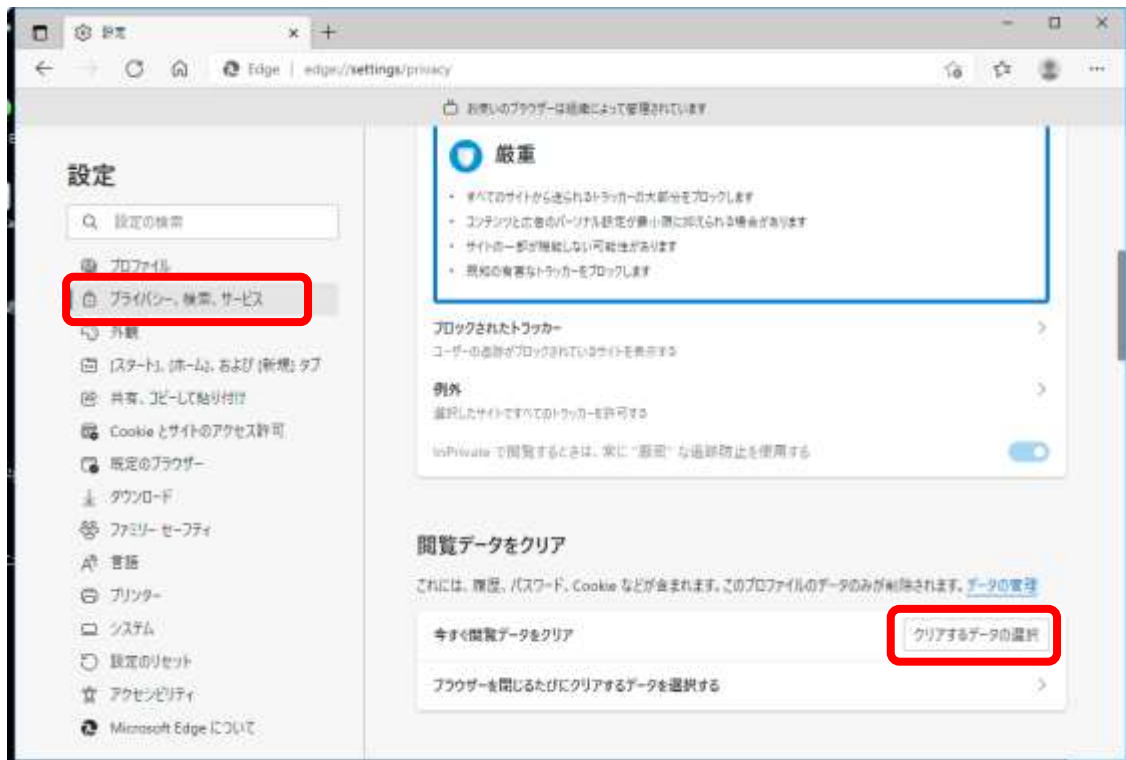 設定
Edge | edge://settings/privacy
お使いのブラウザーは組織によって管理されています
設定
設定の検索
プロファイル
プライバシー、検索、サービス
外観
[スタート]、[ホーム]、および [新規] タブ
共有、コピーして貼り付け
Cookie とサイトのアクセス許可
既定のブラウザー
ダウンロード
ファミリー セーフティ
言語
プリンター
システム
設定のリセット
アクセシビリティ
Microsoft Edge について
厳重
・ すべてのサイトから送られるトラッカーの大部分をブロックします
・ コンテンツと広告のパーソナル設定が最小限に抑えられる場合があります
・ サイトの一部が機能しない可能性があります
・ 既知の有害なトラッカーをブロックします
ブロックされたトラッカー
ユーザーの追跡がブロックされているサイトを表示する
例外
選択したサイトですべてのトラッカーを許可する
InPrivate で閲覧するときは、常に "厳密" な追跡防止を使用する
閲覧データをクリア
これには、履歴、パスワード、Cookie などが含まれます。このプロファイルのデータのみが削除されます。データの管理
今すぐ閲覧データをクリア
クリアするデータの選択
ブラウザーを閉じるたびにクリアするデータを選択する